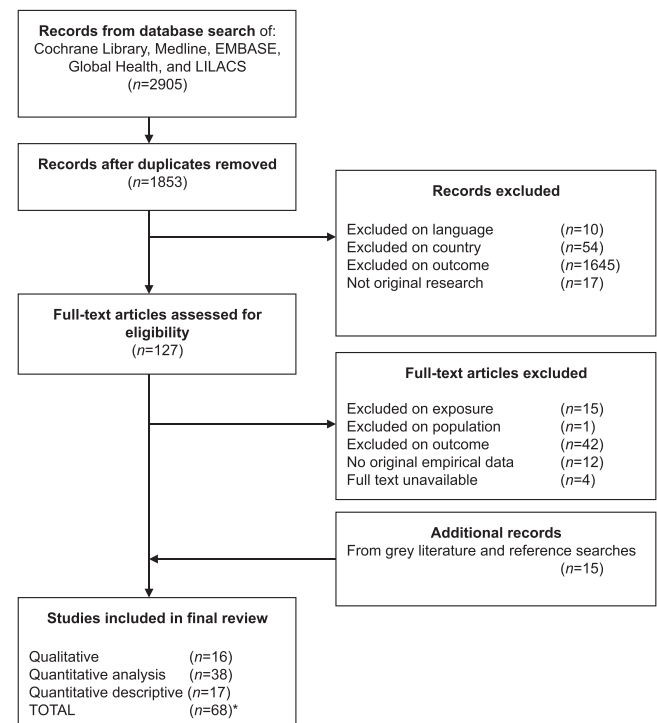 Records from database search of:
Cochrane Library, Medline, EMBASE,
Global Health, and LILACS
(n=2905)
Records after duplicates removed
(n=1853)
Records excluded
Excluded on language (n=10)
Excluded on country (n=54)
Excluded on outcome (n=1645)
Not original research (n=17)
Full-text articles assessed for
eligibility
(n=127)
Full-text articles excluded
Excluded on exposure (n=15)
Excluded on population (n=1)
Excluded on outcome (n=42)
No original empirical data (n=12)
Full text unavailable (n=4)
Additional records
From grey literature and reference searches
(n=15)
Studies included in final review
Qualitative (n=16)
Quantitative analysis (n=38)
Quantitative descriptive (n=17)
TOTAL (n=68)*